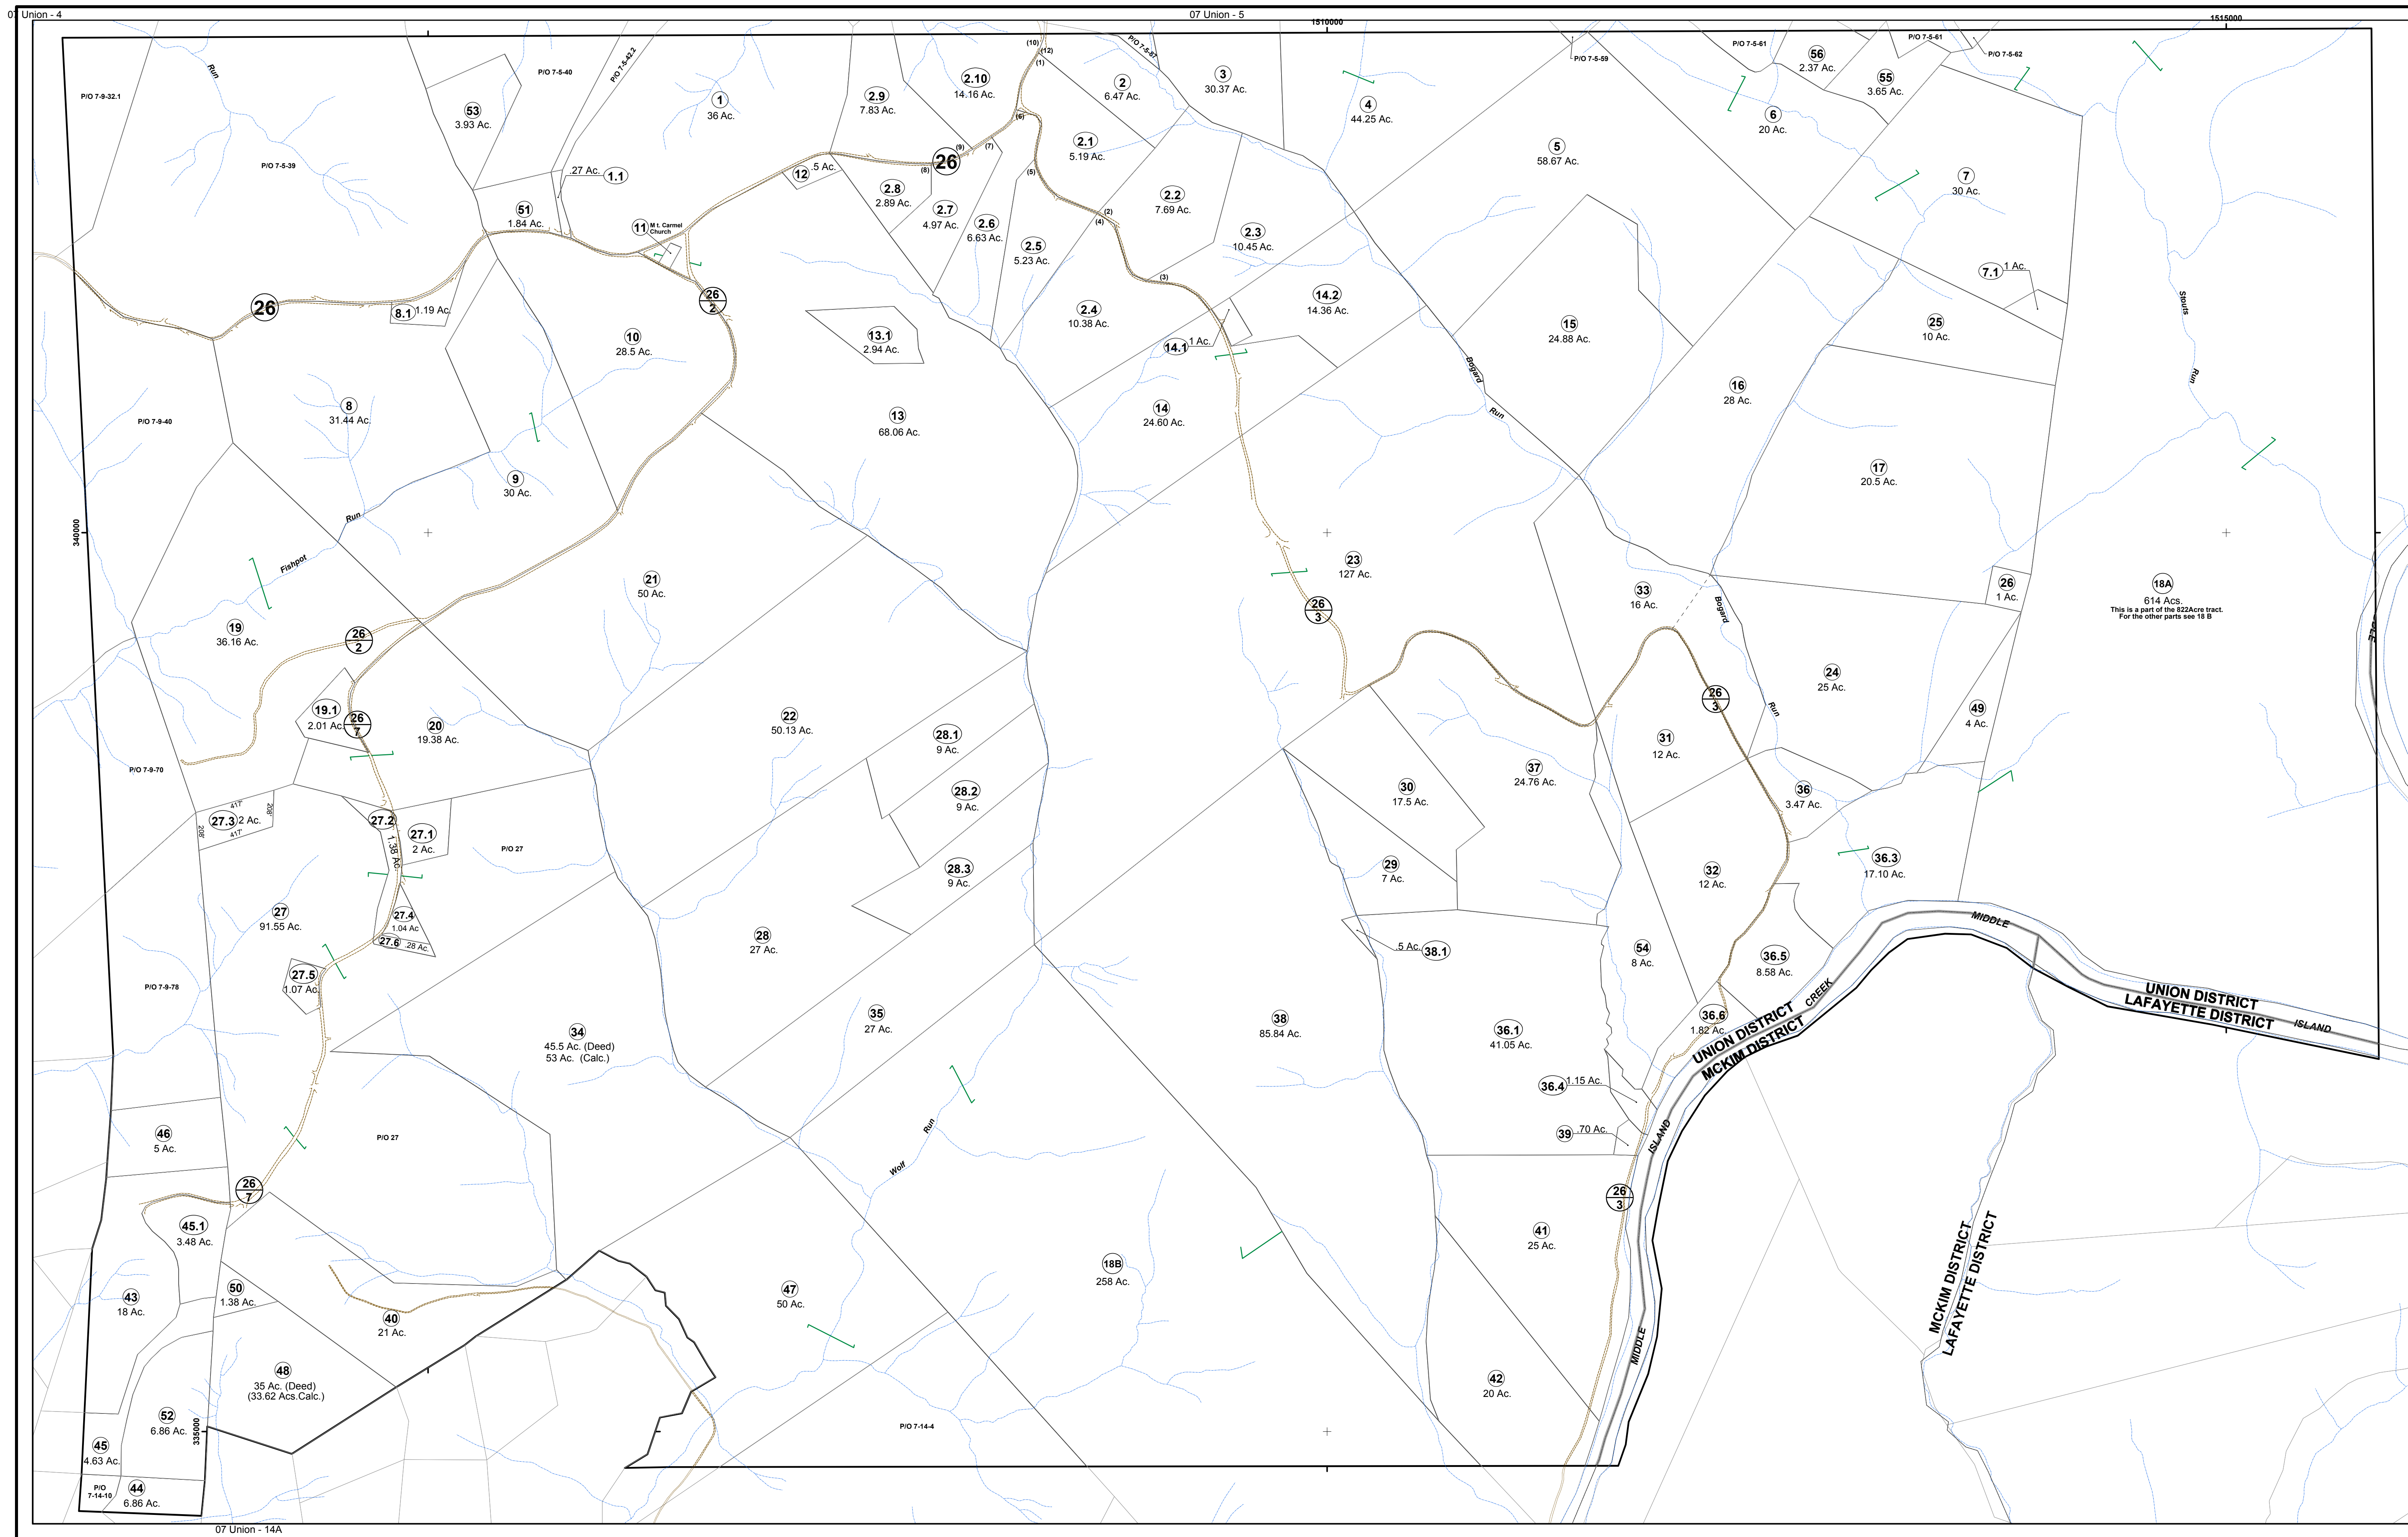 07 Union - 4
07 Union - 5
1510000
1515000
P/O 7-9-32.1
Run
P/O 7-5-39
53
3.93 Ac.
P/O 7-5-40
P/O 7-5-42.2
1
36 Ac.
2.9
7.83 Ac.
2.10
14.16 Ac.
(10)
(12)
(1)
P/O 7-5-57
2
6.47 Ac.
3
30.37 Ac.
4
44.25 Ac.
P/O 7-5-59
P/O 7-5-61
56
2.37 Ac.
P/O 7-5-61
P/O 7-5-62
55
3.65 Ac.
6
20 Ac.
5
58.67 Ac.
7
30 Ac.
7.1
1 Ac.
25
10 Ac.
Stouts
Run
51
1.84 Ac.
.27 Ac.
1.1
12
.5 Ac.
(9)
26
(8)
(7)
(6)
(5)
2.1
5.19 Ac.
2.8
2.89 Ac.
2.7
4.97 Ac.
2.6
6.63 Ac.
2.5
5.23 Ac.
(2)
(4)
2.2
7.69 Ac.
2.3
10.45 Ac.
(3)
11
Mt. Carmel
Church
26
8.1
1.19 Ac.
26
2
10
28.5 Ac.
13.1
2.94 Ac.
2.4
10.38 Ac.
14.1
1 Ac.
14.2
14.36 Ac.
15
24.88 Ac.
Bogard
Run
16
28 Ac.
17
20.5 Ac.
P/O 7-9-40
8
31.44 Ac.
9
30 Ac.
13
68.06 Ac.
14
24.60 Ac.
340000
Run
Fishpot
19
36.16 Ac.
26
2
21
50 Ac.
23
127 Ac.
26
3
33
16 Ac.
Bogard
Run
26
1 Ac.
18A
614 Acs.
This is a part of the 822Acre tract.
For the other parts see 18 B
24
25 Ac.
49
4 Ac.
26
3
19.1
2.01 Ac.
26
7
20
19.38 Ac.
22
50.13 Ac.
28.1
9 Ac.
28.2
9 Ac.
28.3
9 Ac.
31
12 Ac.
37
24.76 Ac.
30
17.5 Ac.
36
3.47 Ac.
P/O 7-9-70
417'
208'
27.3
2 Ac.
417'
208'
27.2
1.38 Ac.
27.1
2 Ac.
P/O 27
29
7 Ac.
32
12 Ac.
36.3
17.10 Ac.
27
91.55 Ac.
27.4
1.04 Ac
27.6
.28 Ac.
27.5
1.07 Ac.
28
27 Ac.
.5 Ac.
38.1
54
8 Ac.
36.5
8.58 Ac.
MIDDLE
CREEK
UNION DISTRICT
LAFAYETTE DISTRICT
ISLAND
P/O 7-9-78
34
45.5 Ac. (Deed)
53 Ac. (Calc.)
35
27 Ac.
38
85.84 Ac.
36.1
41.05 Ac.
36.6
1.82 Ac.
UNION DISTRICT
MCKIM DISTRICT
36.4
1.15 Ac.
39
.70 Ac.
ISLAND
46
5 Ac.
P/O 27
Run
Wolf
26
7
26
3
45.1
3.48 Ac.
41
25 Ac.
18B
258 Ac.
43
18 Ac.
50
1.38 Ac.
40
21 Ac.
47
50 Ac.
MIDDLE
MCKIM DISTRICT
LAFAYETTE DISTRICT
48
35 Ac. (Deed)
(33.62 Acs.Calc.)
42
20 Ac.
52
6.86 Ac.
335000
P/O 7-14-4
45
4.63 Ac.
P/O
7-14-10
44
6.86 Ac.
07 Union - 14A